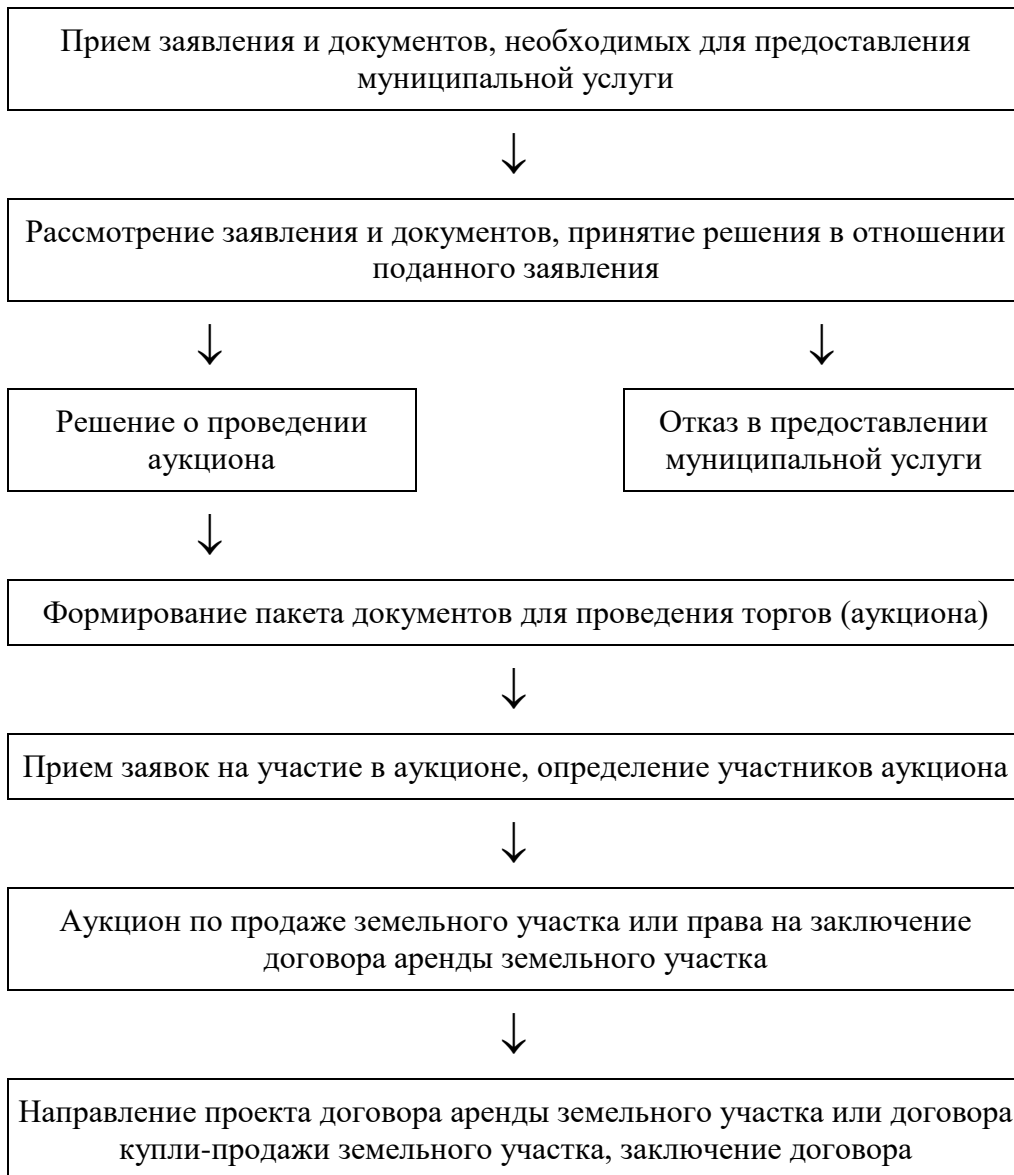 Прием заявления и документов, необходимых для предоставления
муниципальной услуги
↓
Рассмотрение заявления и документов, принятие решения в отношении
поданного заявления
↓ ↓
Решение о проведении
аукциона
Отказ в предоставлении
муниципальной услуги
↓
Формирование пакета документов для проведения торгов (аукциона)
↓
Прием заявок на участие в аукционе, определение участников аукциона
↓
Аукцион по продаже земельного участка или права на заключение
договора аренды земельного участка
↓
Направление проекта договора аренды земельного участка или договора
купли-продажи земельного участка, заключение договора